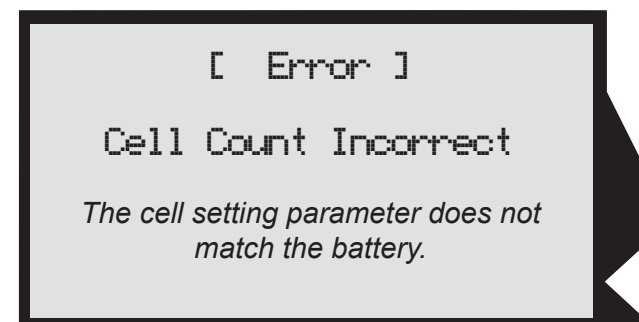 [ Error ]
Cell Count Incorrect
The cell setting parameter does not
match the battery.